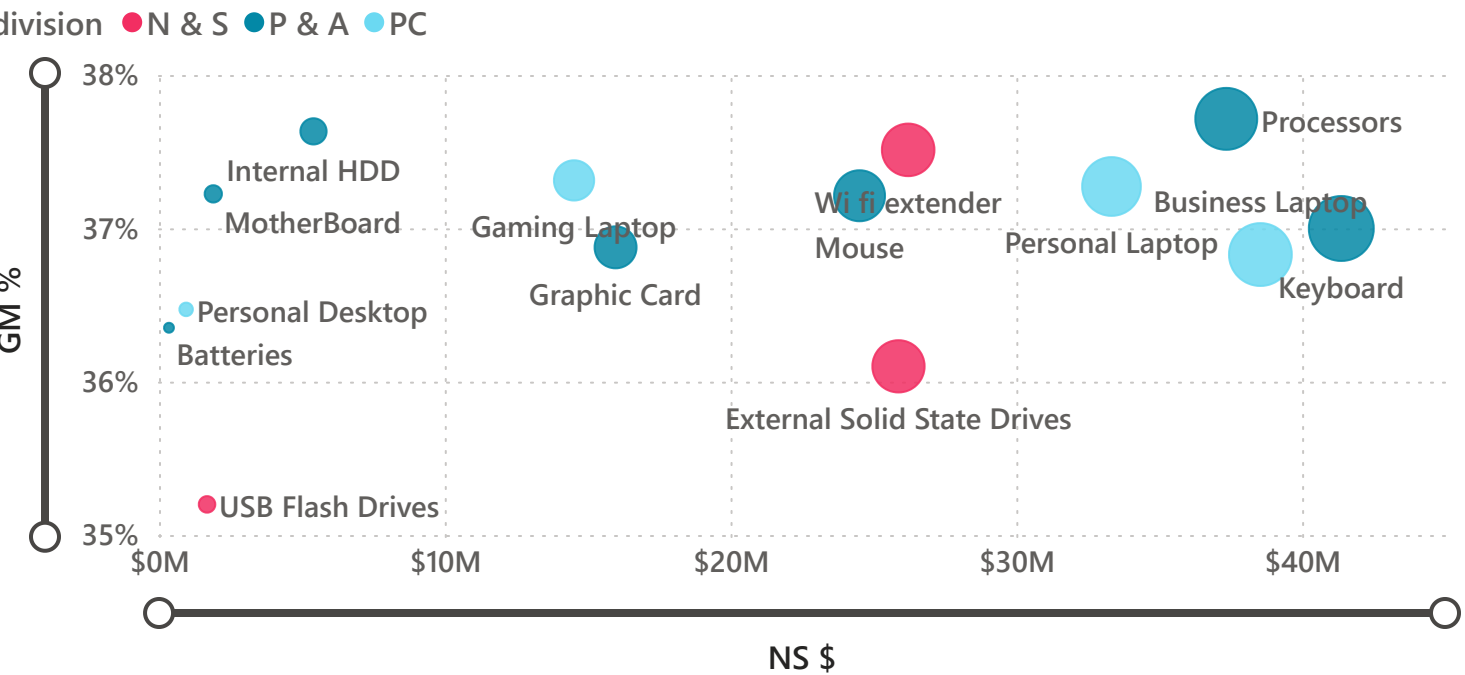 division N & S P & A PC
38%
Processors
Internal HDD
Wi fi extender
Business Laptop
MotherBoard
Gaming Laptop
37%
Mouse
Personal Laptop
Graphic Card
Keyboard
Personal Desktop
Batteries
GM %
36%
External Solid State Drives
USB Flash Drives
35%
$0M $10M $20M $30M $40M
NS $